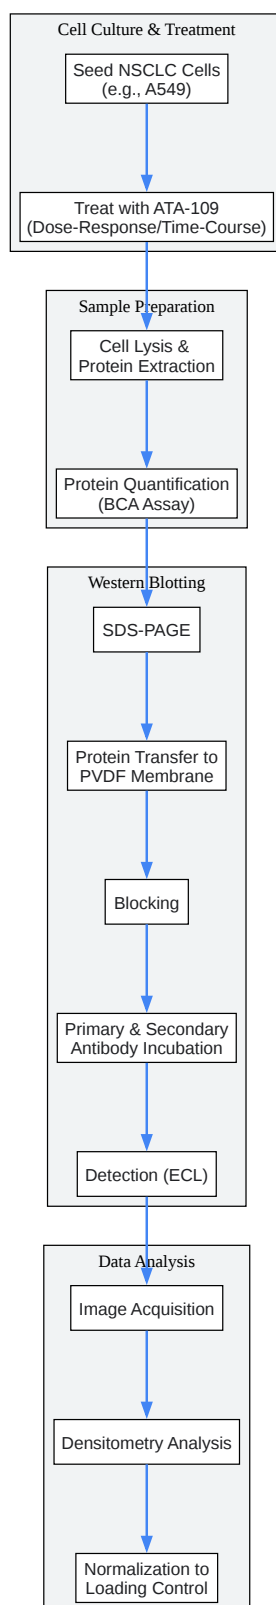 Cell Culture & Treatment
Seed NSCLC Cells
(e.g., A549)
Treat with ATA-109
(Dose-Response/Time-Course)
Sample Preparation
Cell Lysis &
Protein Extraction
Protein Quantification
(BCA Assay)
Western Blotting
SDS-PAGE
Protein Transfer to
PVDF Membrane
Blocking
Primary & Secondary
Antibody Incubation
Detection (ECL)
Data Analysis
Image Acquisition
Densitometry Analysis
Normalization to
Loading Control